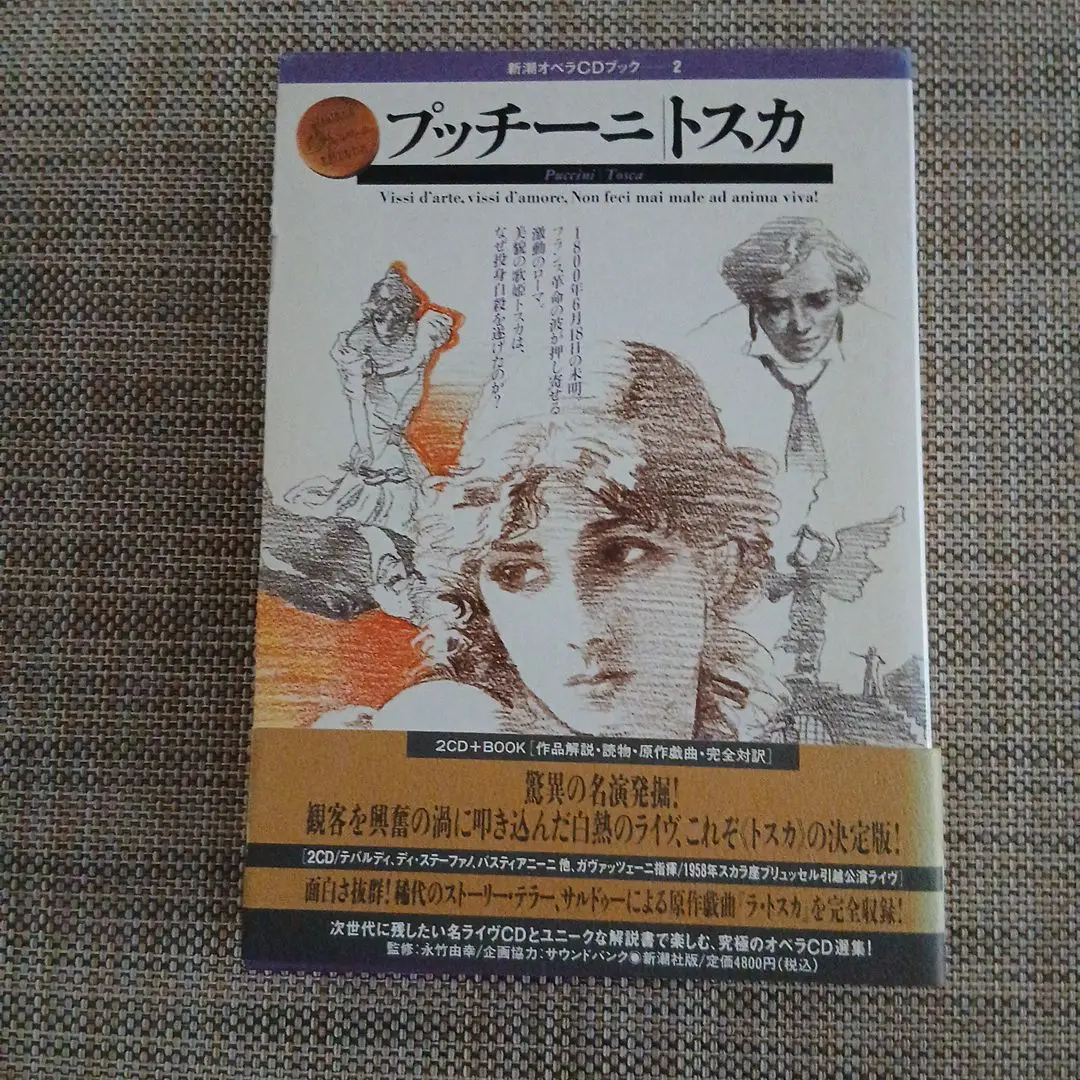 新潮オペラCDブック—2
プッチーニ|トスカ
Puccini | Tosca
Vissi d'arte, vissi d'amore, Non feci mai male ad anima viva!
1800年6月18日の未明。
フランス革命の波が押し寄せる
激動のローマ。
美貌の歌姫トスカは、
なぜ投身自殺を遂げたのか?
2CD+BOOK[作品解説・読物・原作戯曲・完全対訳]
驚異の名演発掘!
観客を興奮の渦に叩き込んだ白熱のライヴ、これぞ《トスカ》の決定版!
[2CD/テバルディ、ディ・ステーファノ、バスティアニーニ 他、ガヴァッツェーニ指揮/1958年スカラ座ブリュッセル引越公演ライヴ]
面白さ抜群!稀代のストーリー・テラー、サルドゥーによる原作戯曲『ラ・トスカ』を完全収録!
次世代に残したい名ライヴCDとユニークな解説書で楽しむ、究極のオペラCD選集!
監修:永竹由幸/企画協力:サウンドバンク●新潮社版/定価4800円(税込)